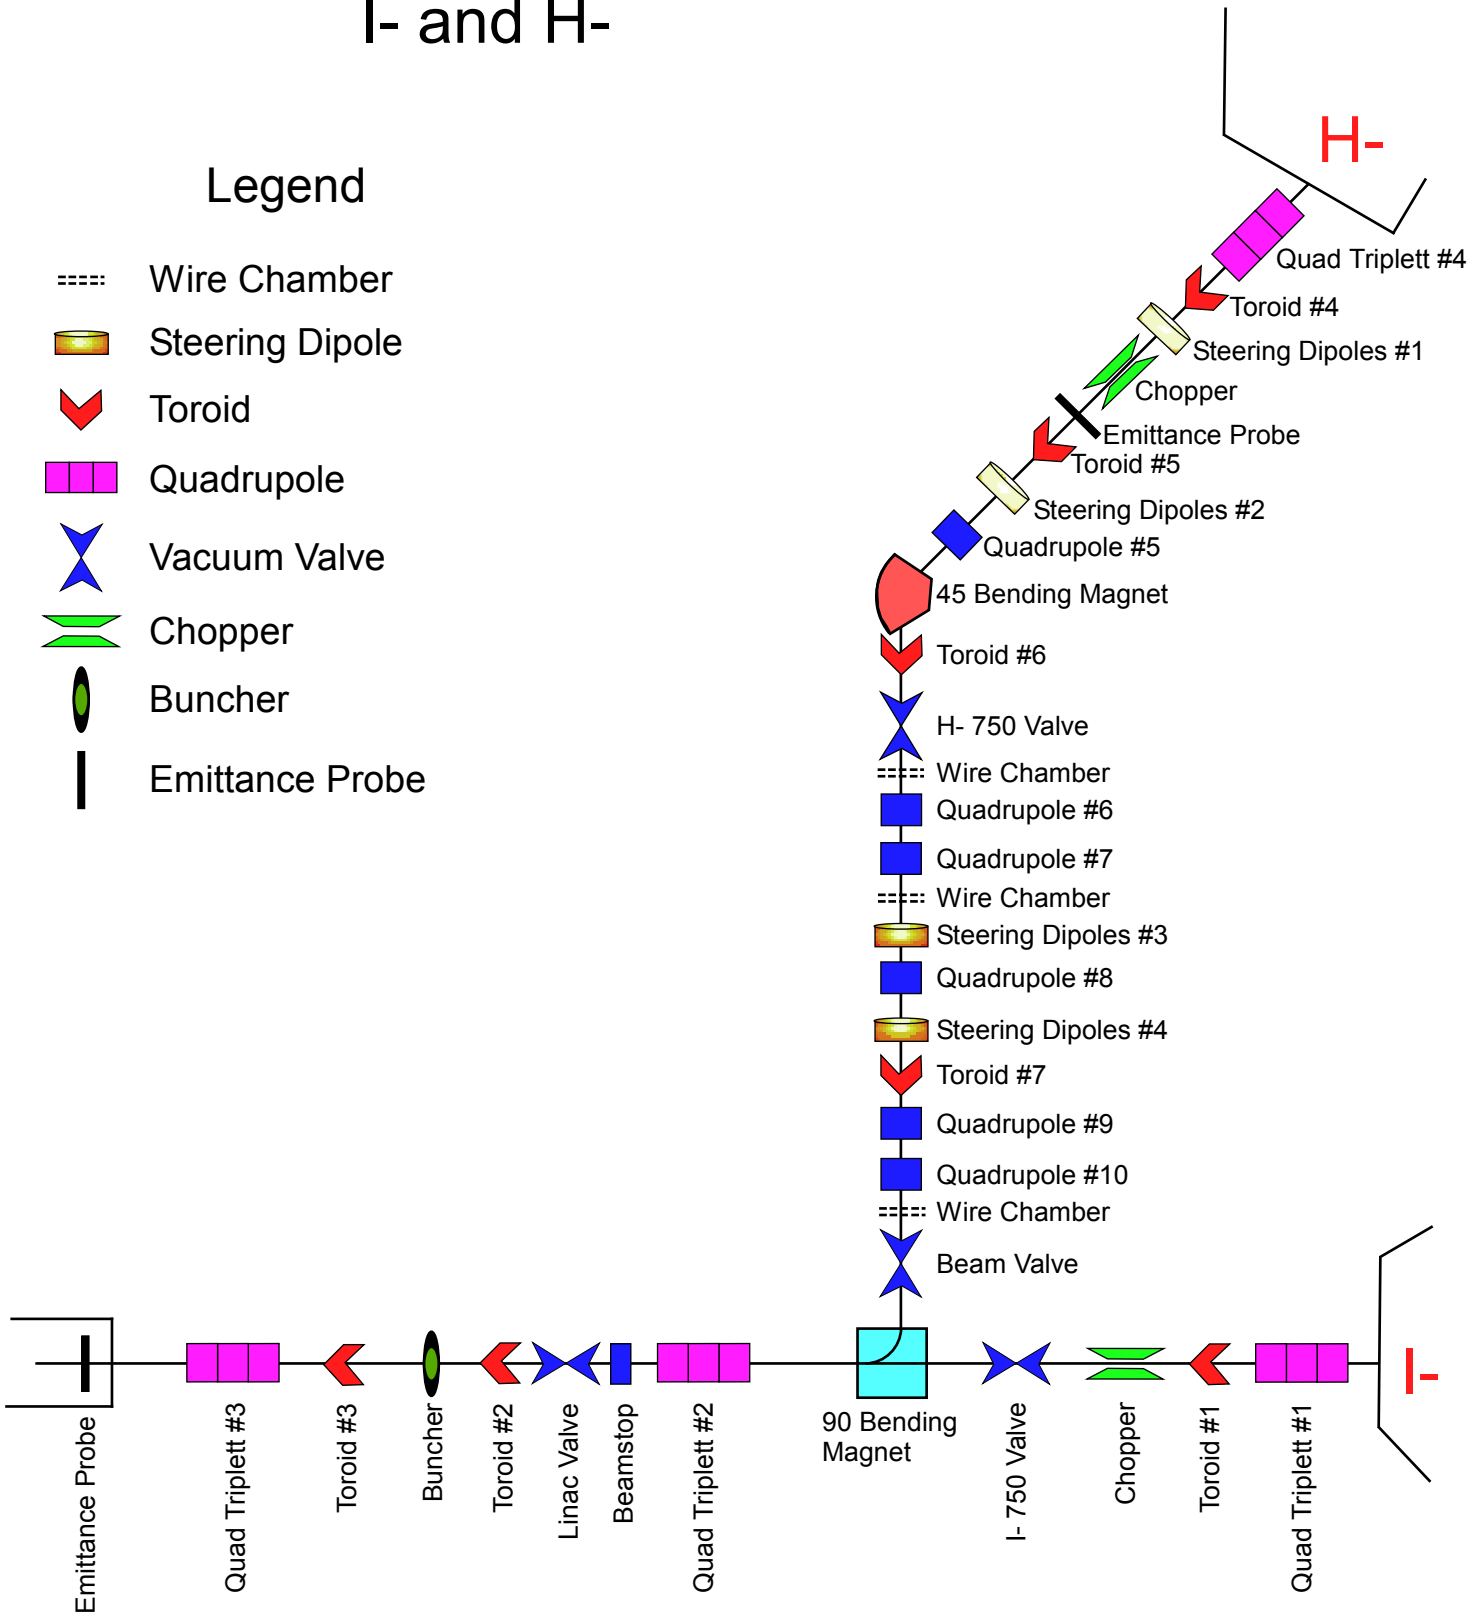 I- and H-
Legend
Wire Chamber
Steering Dipole
Toroid
Quadrupole
Vacuum Valve
Chopper
Buncher
Emittance Probe
H-
Quad Triplett #4
Toroid #4
Steering Dipoles #1
Chopper
Emittance Probe
Toroid #5
Steering Dipoles #2
Quadrupole #5
45 Bending Magnet
Toroid #6
H- 750 Valve
Wire Chamber
Quadrupole #6
Quadrupole #7
Wire Chamber
Steering Dipoles #3
Quadrupole #8
Steering Dipoles #4
Toroid #7
Quadrupole #9
Quadrupole #10
Wire Chamber
Beam Valve
I-
Emittance Probe
Quad Triplett #3
Toroid #3
Buncher
Toroid #2
Linac Valve
Beamstop
Quad Triplett #2
90 Bending
Magnet
I- 750 Valve
Chopper
Toroid #1
Quad Triplett #1